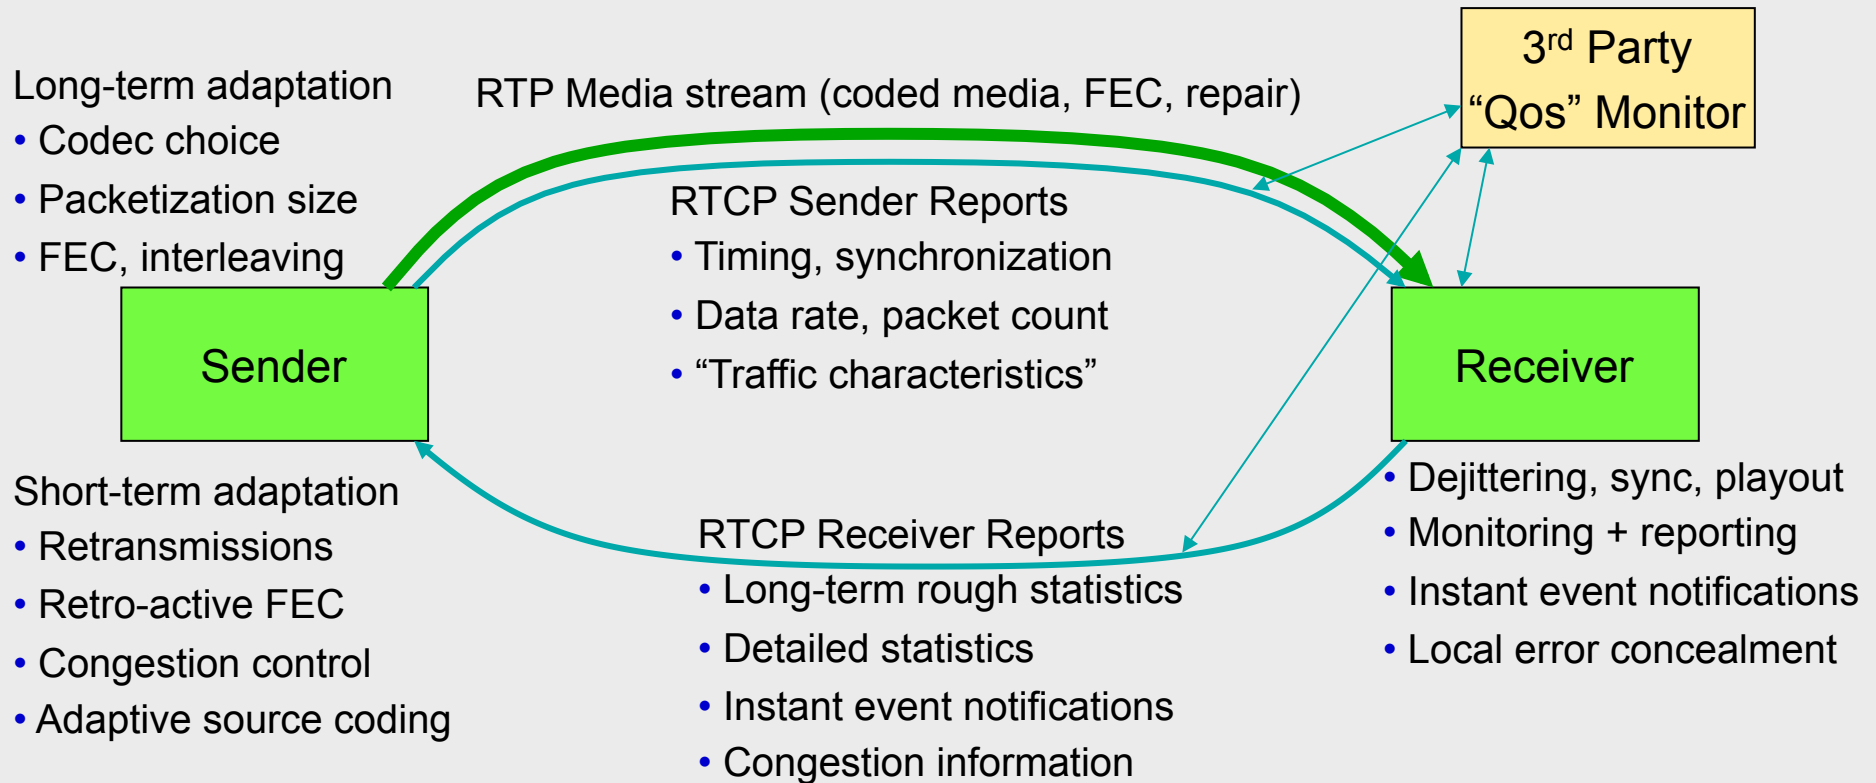 Long-term adaptation
• Codec choice
• Packetization size
• FEC, interleaving
RTP Media stream (coded media, FEC, repair)
3rd Party
“Qos” Monitor
RTCP Sender Reports
• Timing, synchronization
• Data rate, packet count
• “Traffic characteristics”
Sender
Receiver
Short-term adaptation
• Retransmissions
• Retro-active FEC
• Congestion control
• Adaptive source coding
RTCP Receiver Reports
• Long-term rough statistics
• Detailed statistics
• Instant event notifications
• Congestion information
• Dejittering, sync, playout
• Monitoring + reporting
• Instant event notifications
• Local error concealment